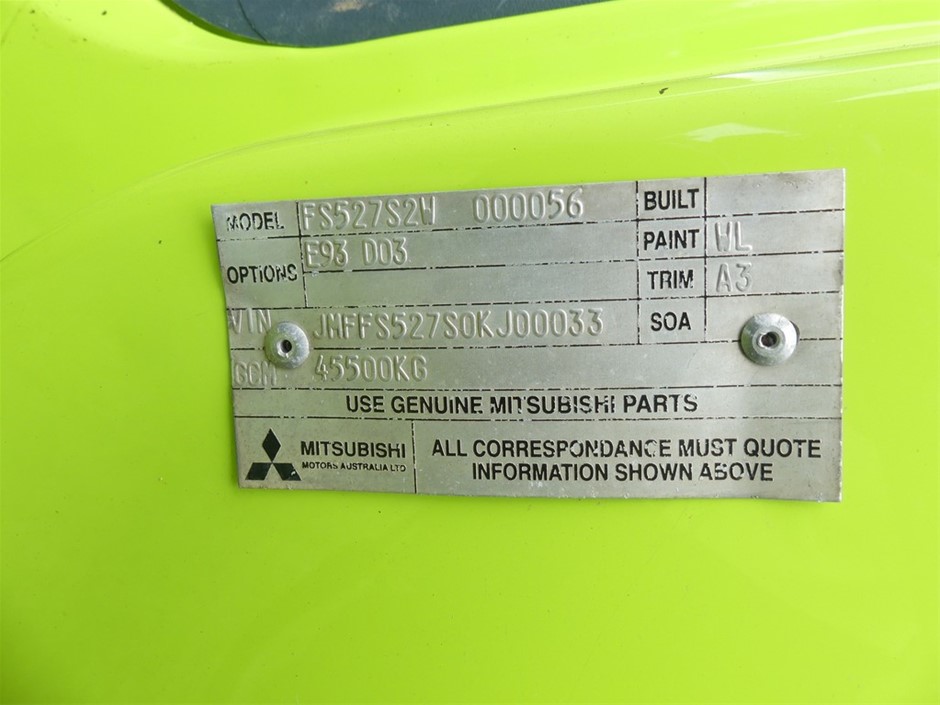 MODEL FS527S2W 000056 BUILT
E93 D03 PAINT WL
OPTIONS TRIM A3
VIN JMFFS527S0KJ00033 SOA
GCM 45500KG
USE GENUINE MITSUBISHI PARTS
MITSUBISHI
MOTORS AUSTRALIA LTD
ALL CORRESPONDANCE MUST QUOTE
INFORMATION SHOWN ABOVE